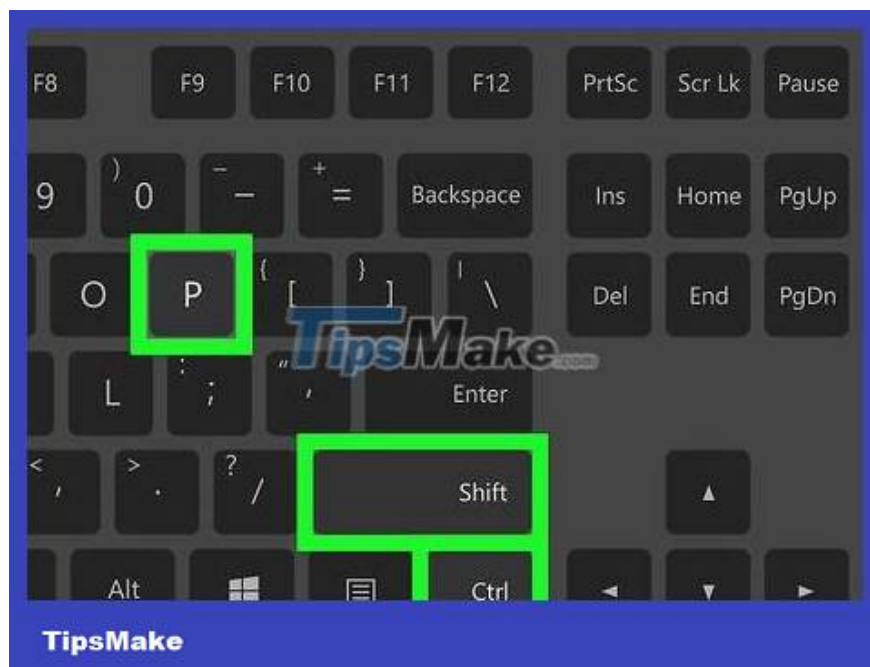 F8 F9 F10 F11 F12 PrtSc Scr Lk Pause
9 ) 0 _ - + = Backspace Ins Home PgUp
O P { [ } ] | \ Del End PgDn
TipsMake.com
L : ; " ' Enter
< , > . ? / Shift
Alt Ctrl
TipsMake